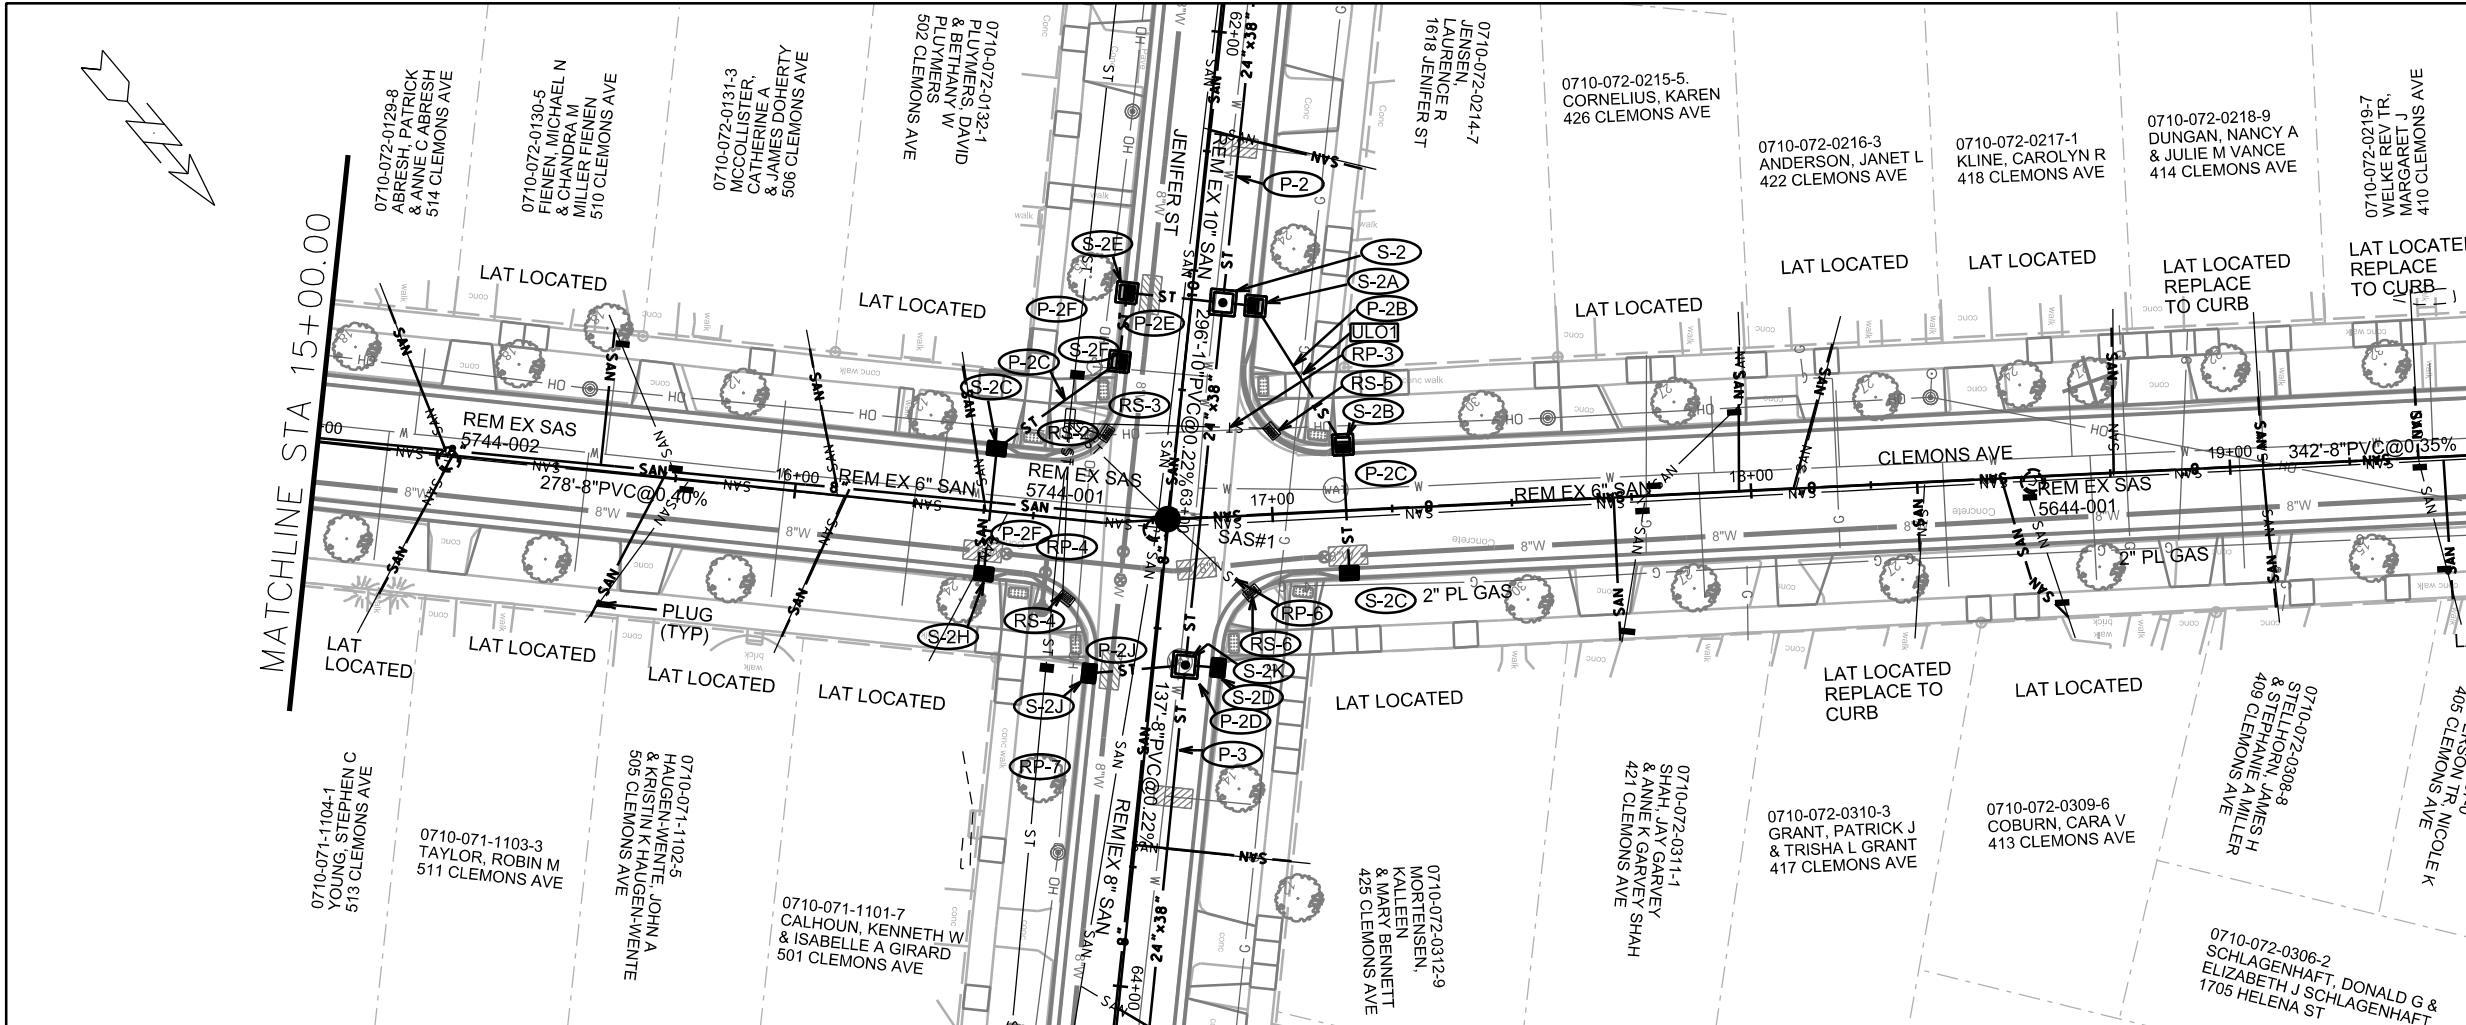 MATCHLINE STA 15+00.00
0710-072-0129-8
ABRESH, PATRICK
& ANNE C ABRESH
514 CLEMONS AVE
0710-072-0130-5
FIENEN, MICHAEL N
& CHANDRA M
MILLER FIENEN
510 CLEMONS AVE
0710-072-0131-3
MCCOLLISTER,
CATHERINE A
& JAMES DOHERTY
506 CLEMONS AVE
0710-072-0132-1
PLUYMERS, DAVID
& BETHANY W
PLUYMERS
502 CLEMONS AVE
0710-072-0214-7
JENSEN,
LAURENCE R
1618 JENIFER ST
0710-072-0215-5.
CORNELIUS, KAREN
426 CLEMONS AVE
0710-072-0216-3
ANDERSON, JANET L
422 CLEMONS AVE
0710-072-0217-1
KLINE, CAROLYN R
418 CLEMONS AVE
0710-072-0218-9
DUNGAN, NANCY A
& JULIE M VANCE
414 CLEMONS AVE
0710-072-0219-7
WELKE REV TR,
MARGARET J
410 CLEMONS AVE
LAT LOCATED
LAT LOCATED
LAT LOCATED
LAT LOCATED
LAT LOCATED
LAT LOCATED
REPLACE
TO CURB
LAT LOCATED
REPLACE
TO CURB
JENIFER ST
62+00
24"x38"
REM EX 10" SAN
296'-10"PVC@0.22%
63+00
24"x38"
P-2
S-2E
S-2
S-2A
P-2F
P-2E
P-2B
ULO1
P-2C
S-2F
RP-3
S-2C
RS-3
RS-5
RS-2
S-2B
P-2C
REM EX SAS
5744-002
278'-8"PVC@0.40%
16+00
REM EX 6" SAN
REM EX SAS
5744-001
17+00
SAS#1
REM EX 6" SAN
18+00
CLEMONS AVE
19+00
342'-8"PVC@0.35%
REM EX SAS
5644-001
2" PL GAS
2" PL GAS
P-2F
RP-4
RS-4
S-2H
P-2J
S-2J
RP-7
S-2C
RP-6
RS-6
S-2K
S-2D
P-2D
P-3
137'-8"PVC@0.22%
REM EX 8" SAN
24"x38"
64+00
PLUG
(TYP)
LAT
LOCATED
LAT LOCATED
LAT LOCATED
LAT LOCATED
LAT LOCATED
LAT LOCATED
REPLACE TO
CURB
LAT LOCATED
0710-071-1104-1
YOUNG, STEPHEN C
513 CLEMONS AVE
0710-071-1103-3
TAYLOR, ROBIN M
511 CLEMONS AVE
0710-071-1102-5
HAUGEN-WENTE, JOHN A
& KRISTIN K HAUGEN-WENTE
505 CLEMONS AVE
0710-071-1101-7
CALHOUN, KENNETH W
& ISABELLE A GIRARD
501 CLEMONS AVE
0710-072-0312-9
MORTENSEN,
KALLEEN
& MARY BENNETT
425 CLEMONS AVE
0710-072-0311-1
SHAH, JAY GARVEY
& ANNE K GARVEY SHAH
421 CLEMONS AVE
0710-072-0310-3
GRANT, PATRICK J
& TRISHA L GRANT
417 CLEMONS AVE
0710-072-0309-6
COBURN, CARA V
413 CLEMONS AVE
0710-072-0308-8
STELLHORN, JAMES H
& STEPHANIE A MILLER
409 CLEMONS AVE
TR, NICOLE K
405 CLEMONS AVE
0710-072-0306-2
SCHLAGENHAFT, DONALD G &
ELIZABETH J SCHLAGENHAFT
1705 HELENA ST